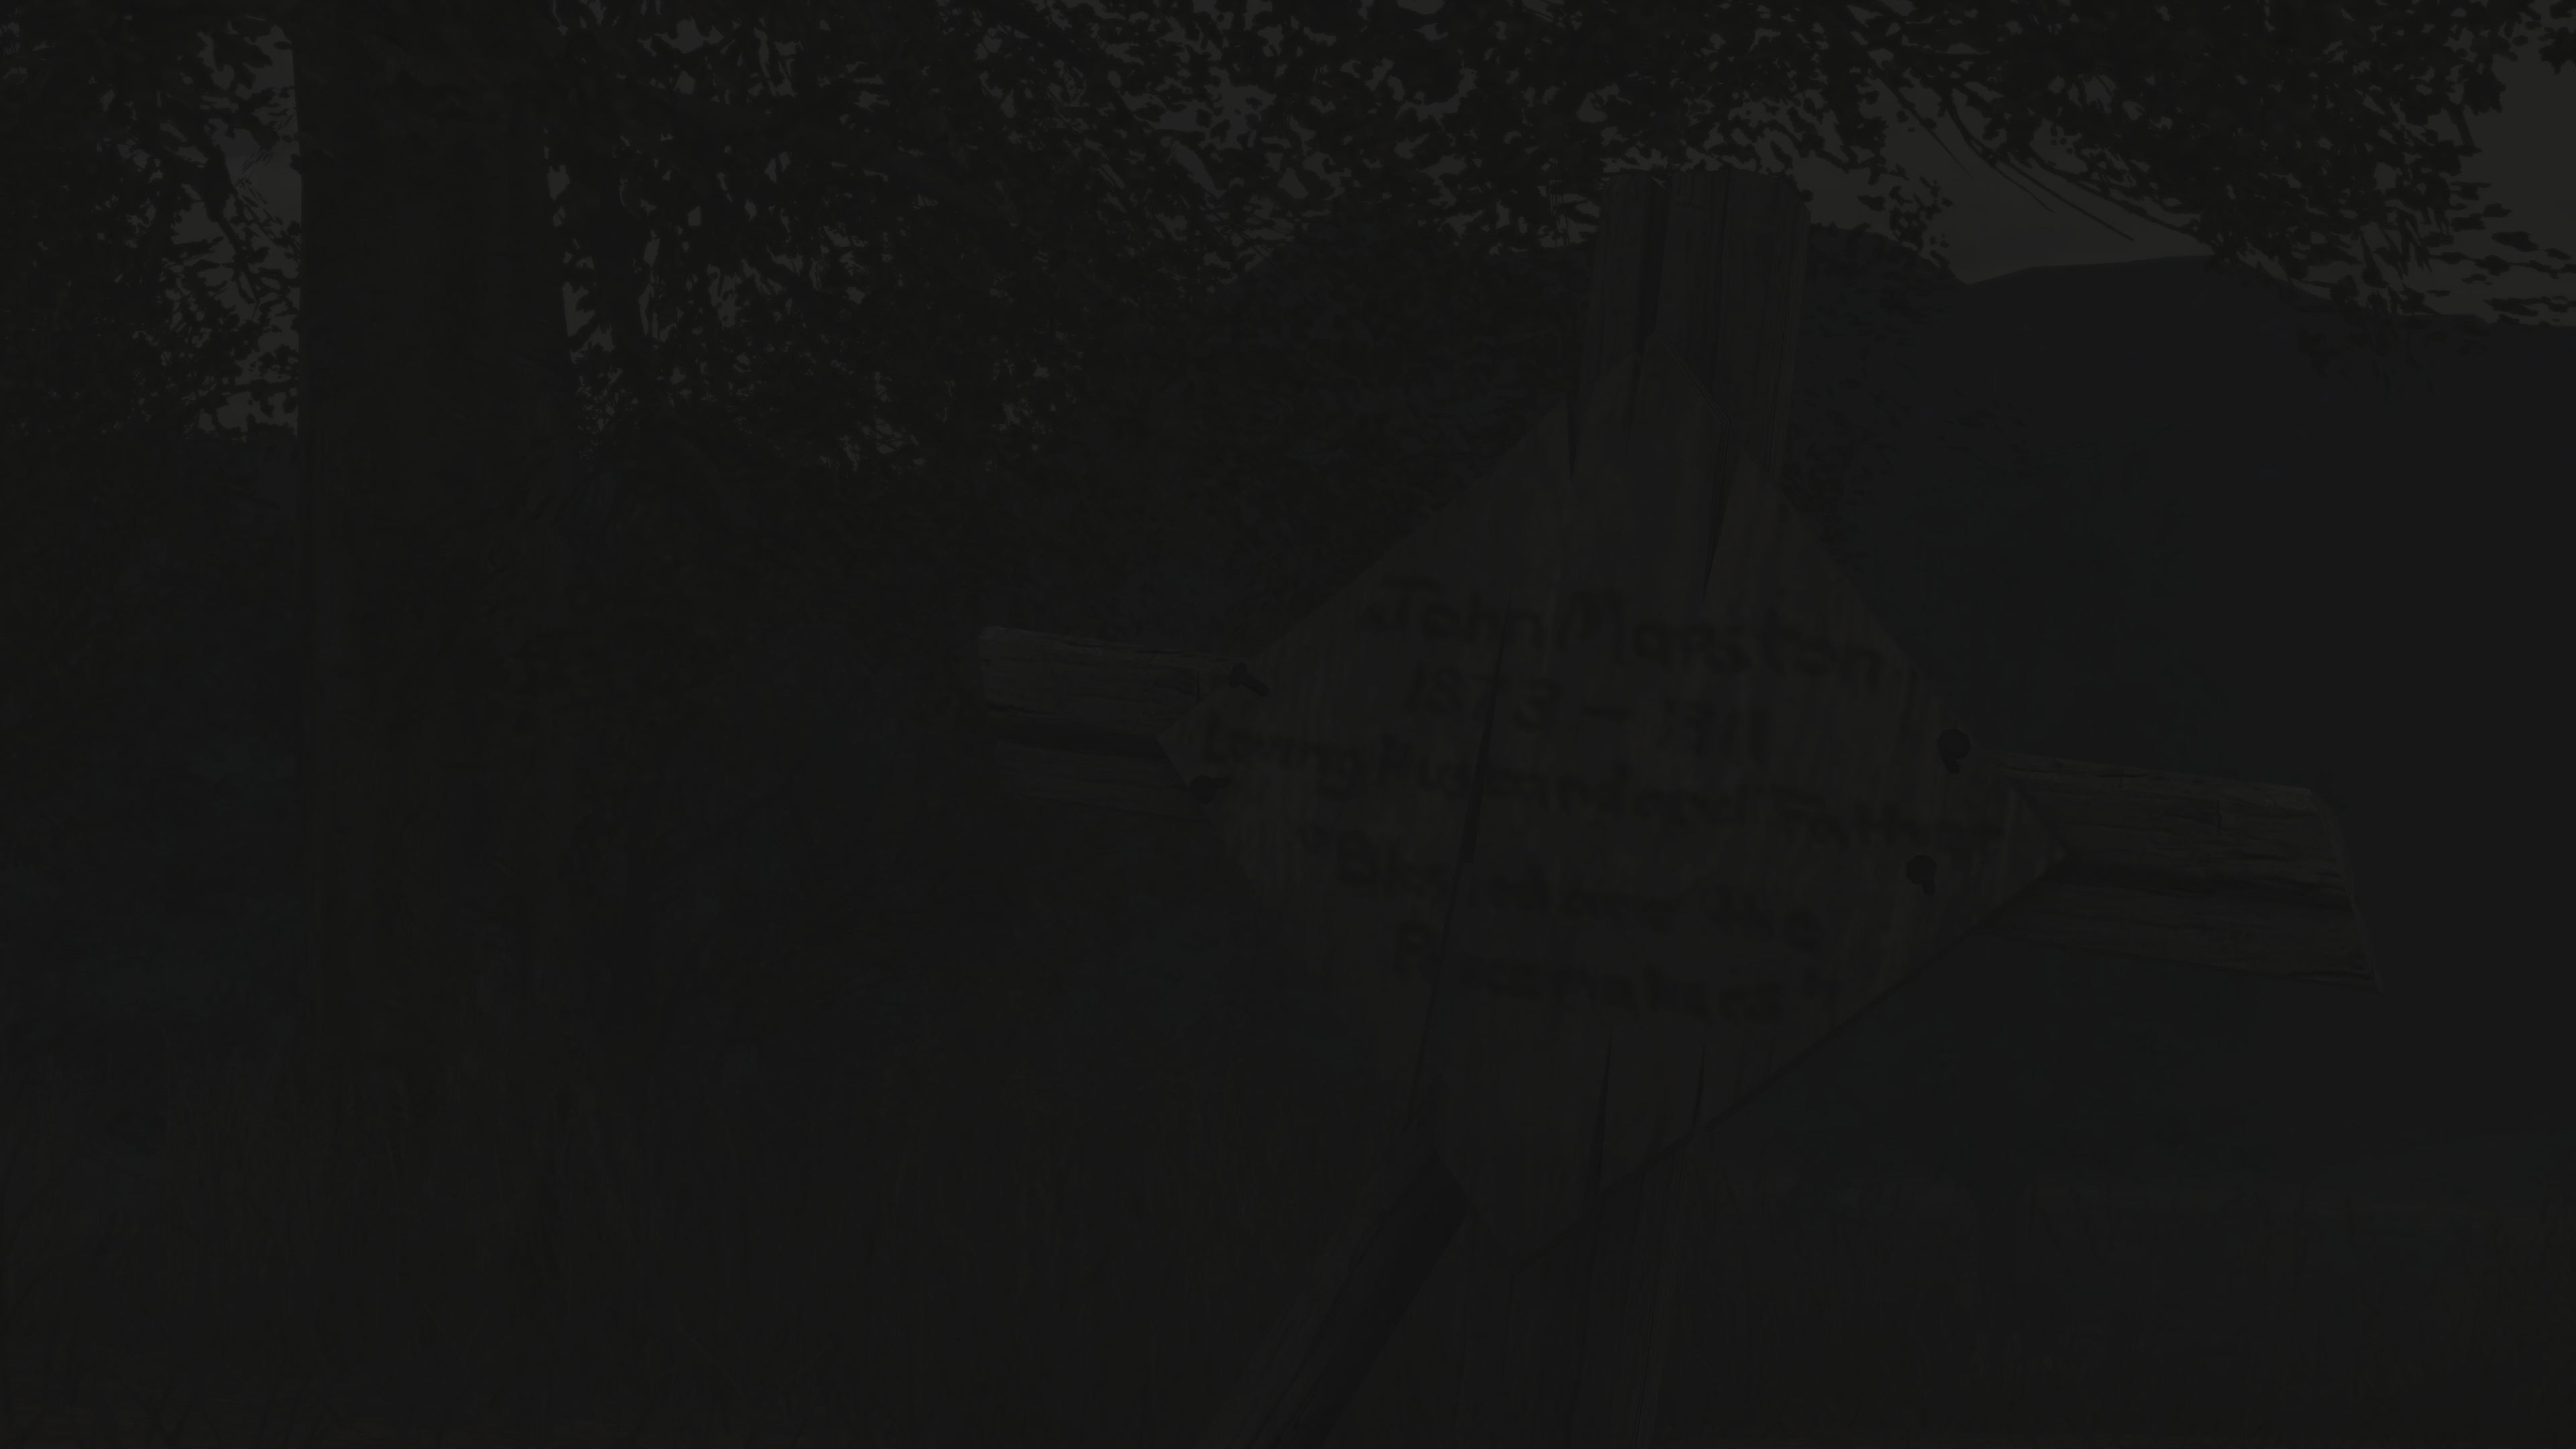 John Marston
1873 - 1911
Loving Husband and Father
"Blessed are the
Peacemakers"